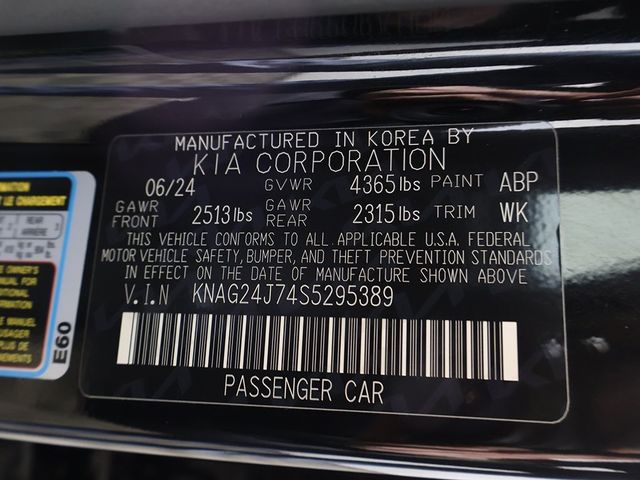 MANUFACTURED IN KOREA BY
KIA CORPORATION
06/24 GVWR 4365 lbs PAINT ABP
GAWR FRONT 2513 lbs GAWR REAR 2315 lbs TRIM WK
THIS VEHICLE CONFORMS TO ALL APPLICABLE U.S.A. FEDERAL
MOTOR VEHICLE SAFETY, BUMPER, AND THEFT PREVENTION STANDARDS
IN EFFECT ON THE DATE OF MANUFACTURE SHOWN ABOVE
V.I.N KNAG24J74S5295389
PASSENGER CAR
REAR
ARRIÈRE
E60